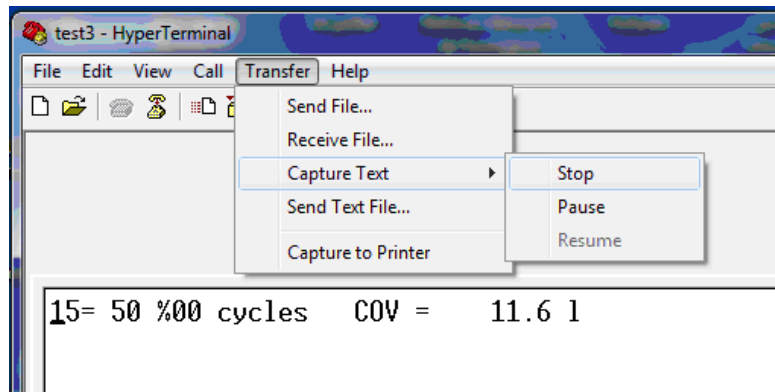 test3 - HyperTerminal
File Edit View Call Transfer Help
Send File...
Receive File...
Capture Text
Stop
Send Text File...
Pause
Capture to Printer
Resume
15= 50 %00 cycles COV = 11.6 l